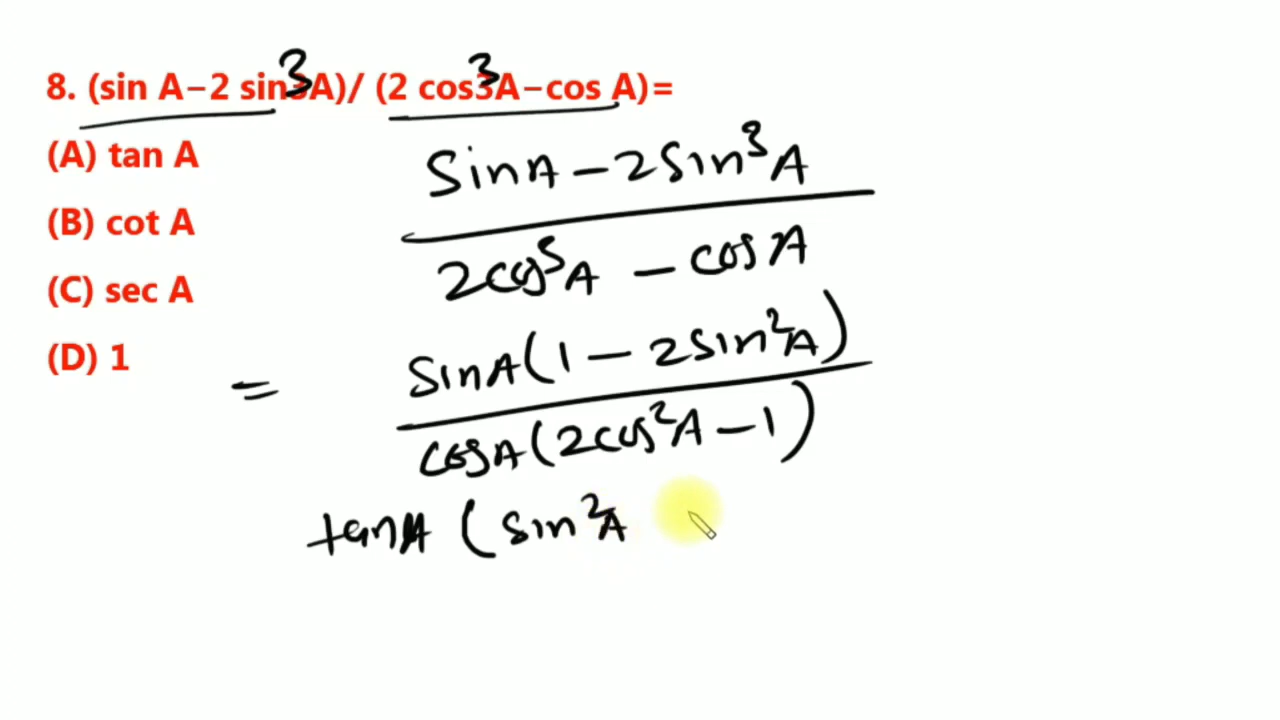 8. (sin A−2 sin3A)/ (2 cos3A−cos A)=
3 3
(A) tan A
(B) cot A
(C) sec A
(D) 1
SinA − 2Sin³A
2cos³A − cosA
= SinA(1 − 2Sin²A)
cosA(2cos²A − 1)
tanA (Sin²A